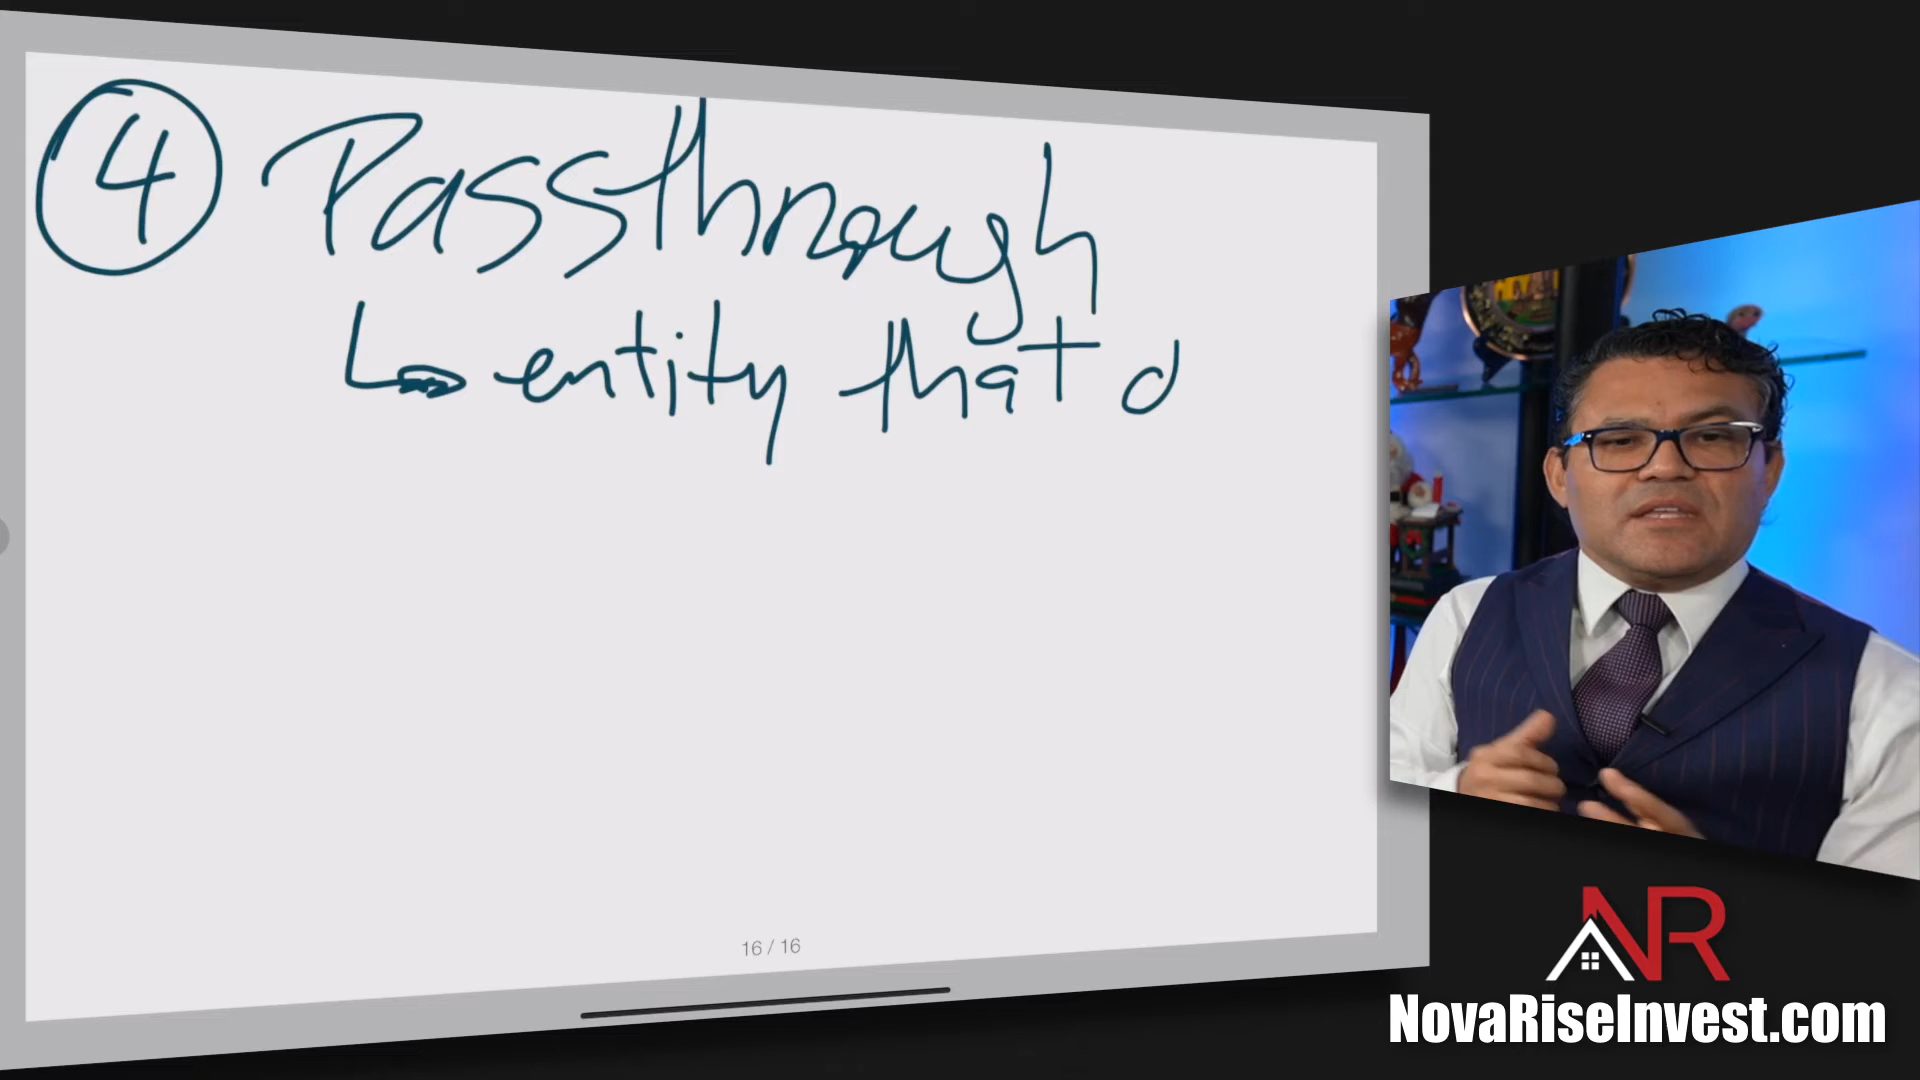 4 Passthrough
entity that d
16 / 16
NR
NovaRiseInvest.com